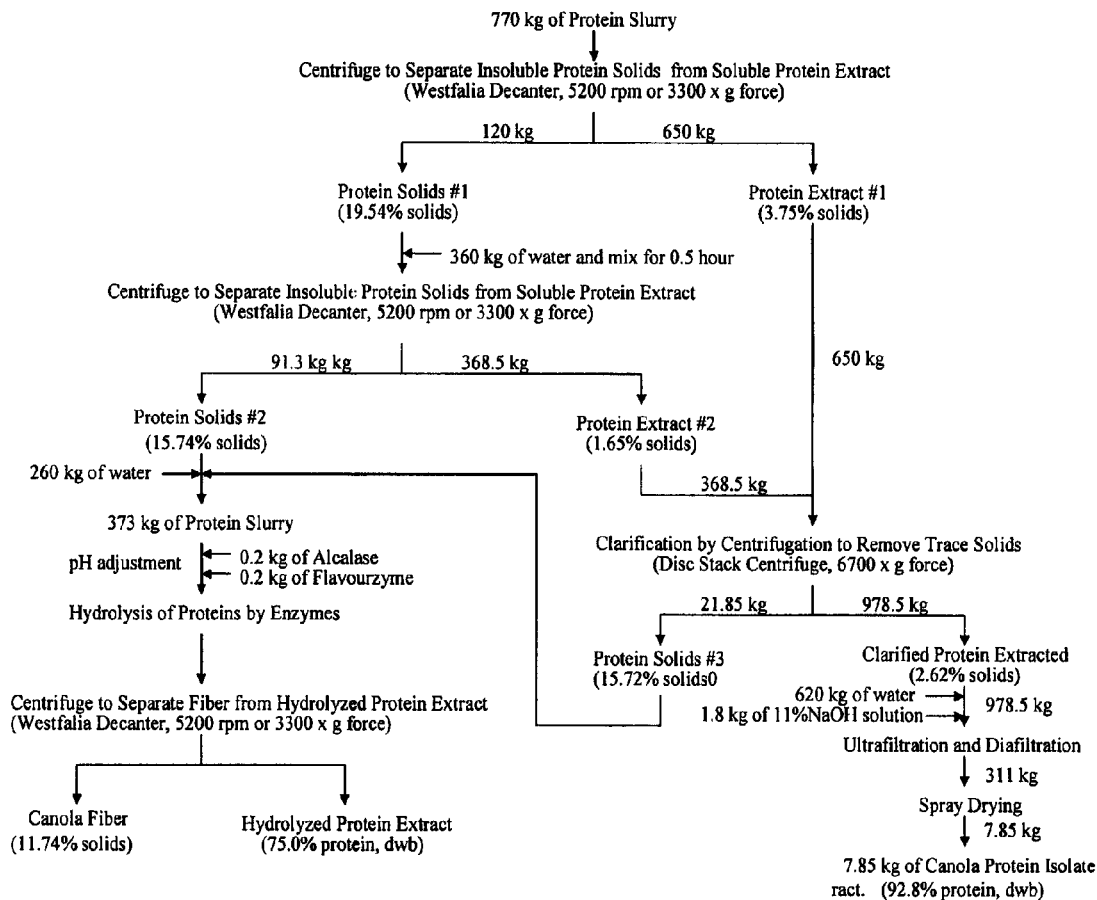 770 kg of Protein Slurry
Centrifuge to Separate Insoluble Protein Solids from Soluble Protein Extract
(Westfalia Decanter, 5200 rpm or 3300 x g force)
120 kg
650 kg
Protein Solids #1
(19.54% solids)
Protein Extract #1
(3.75% solids)
360 kg of water and mix for 0.5 hour
Centrifuge to Separate Insoluble Protein Solids from Soluble Protein Extract
(Westfalia Decanter, 5200 rpm or 3300 x g force)
91.3 kg kg
368.5 kg
650 kg
Protein Solids #2
(15.74% solids)
Protein Extract #2
(1.65% solids)
260 kg of water
368.5 kg
373 kg of Protein Slurry
pH adjustment
0.2 kg of Alcalase
0.2 kg of Flavourzyme
Clarification by Centrifugation to Remove Trace Solids
(Disc Stack Centrifuge, 6700 x g force)
Hydrolysis of Proteins by Enzymes
21.85 kg
978.5 kg
Protein Solids #3
(15.72% solids0
Clarified Protein Extracted
(2.62% solids)
620 kg of water
1.8 kg of 11%NaOH solution
978.5 kg
Centrifuge to Separate Fiber from Hydrolyzed Protein Extract
(Westfalia Decanter, 5200 rpm or 3300 x g force)
Ultrafiltration and Diafiltration
311 kg
Spray Drying
7.85 kg
Canola Fiber
(11.74% solids)
Hydrolyzed Protein Extract
(75.0% protein, dwb)
7.85 kg of Canola Protein Isolate
ract. (92.8% protein, dwb)